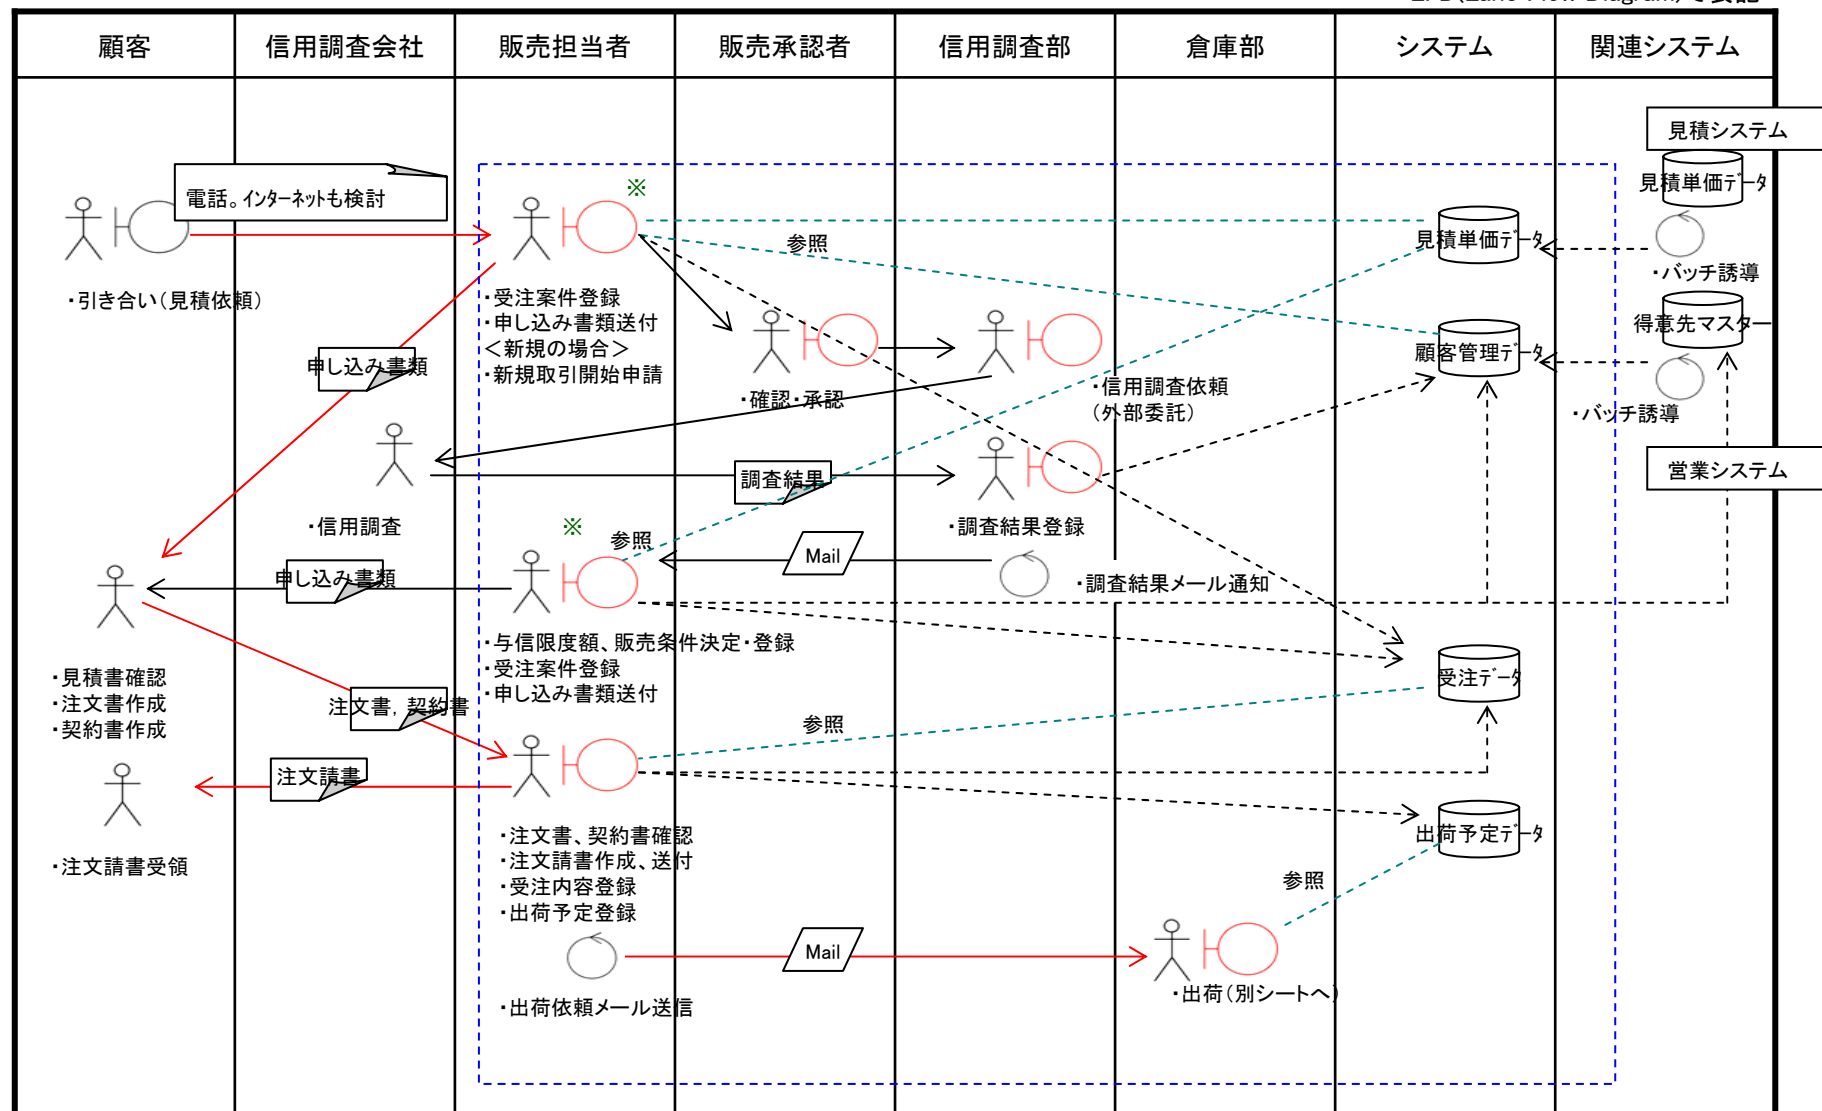 顧客
信用調査会社
販売担当者
販売承認者
信用調査部
倉庫部
システム
関連システム
見積システム
見積単価データ
電話。インターネットも検討
※
見積単価データ
参照
・バッチ誘導
・引き合い(見積依頼)
・受注案件登録
・申し込み書類送付
<新規の場合>
・新規取引開始申請
得意先マスター
顧客管理データ
申し込み書類
・確認・承認
・信用調査依頼
(外部委託)
・バッチ誘導
営業システム
調査結果
・信用調査
・調査結果登録
※
参照
Mail
・調査結果メール通知
申し込み書類
・与信限度額、販売条件決定・登録
・受注案件登録
・申し込み書類送付
・見積書確認
・注文書作成
・契約書作成
受注データ
注文書, 契約書
参照
注文請書
・注文書、契約書確認
・注文請書作成、送付
・受注内容登録
・出荷予定登録
出荷予定データ
・注文請書受領
参照
Mail
・出荷依頼メール送信
・出荷(別シートへ)